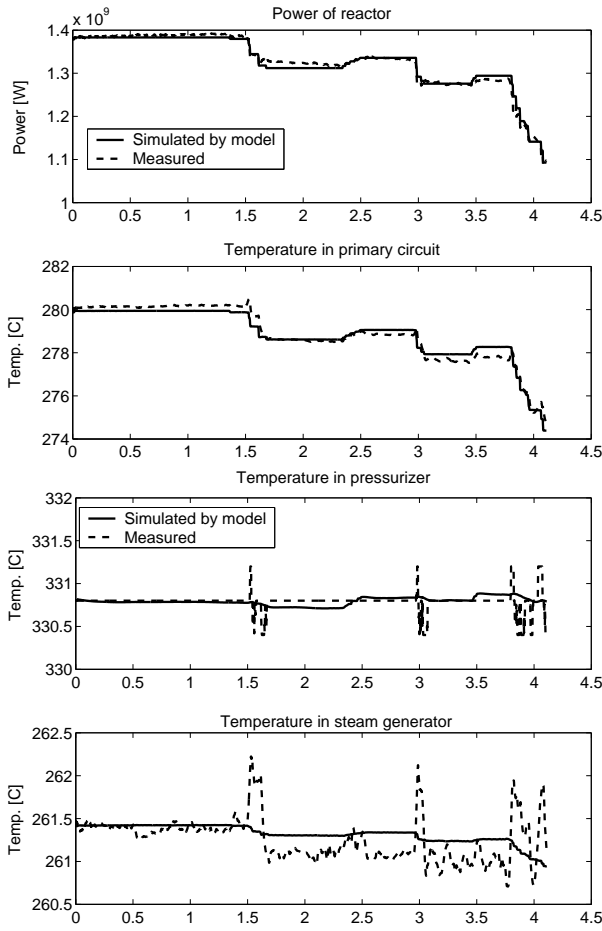 Power of reactor
x 10^9
1.4
1.3
1.2
1.1
1
Power [W]
Simulated by model
Measured
0 0.5 1 1.5 2 2.5 3 3.5 4 4.5
Temperature in primary circuit
282
280
278
276
274
Temp. [C]
0 0.5 1 1.5 2 2.5 3 3.5 4 4.5
Temperature in pressurizer
332
331.5
331
330.5
330
Temp. [C]
Simulated by model
Measured
0 0.5 1 1.5 2 2.5 3 3.5 4 4.5
Temperature in steam generator
262.5
262
261.5
261
260.5
Temp. [C]
0 0.5 1 1.5 2 2.5 3 3.5 4 4.5